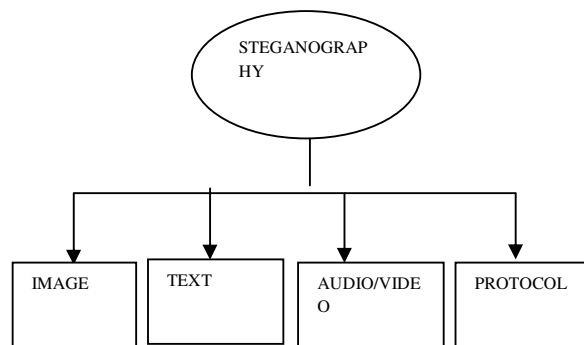 STEGANOGRAP
HY
IMAGE
TEXT
AUDIO/VIDE
O
PROTOCOL